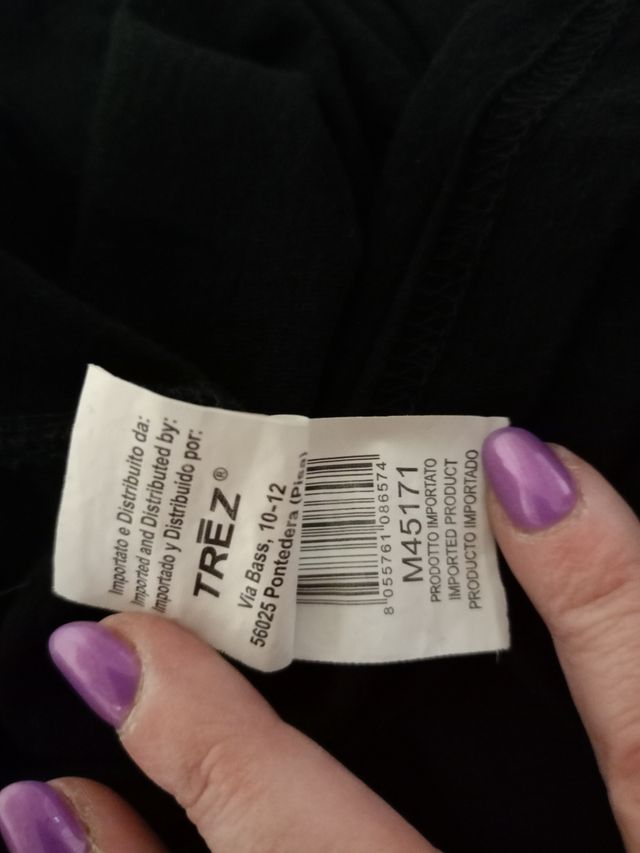 Importato e Distribuito da:
Imported and Distributed by:
Importado y Distribuido por:
TRĒZ®
Via Bass, 10-12
56025 Pontedera (Pisa)
8 055761 086574
M45171
PRODOTTO IMPORTATO
IMPORTED PRODUCT
PRODUCTO IMPORTADO